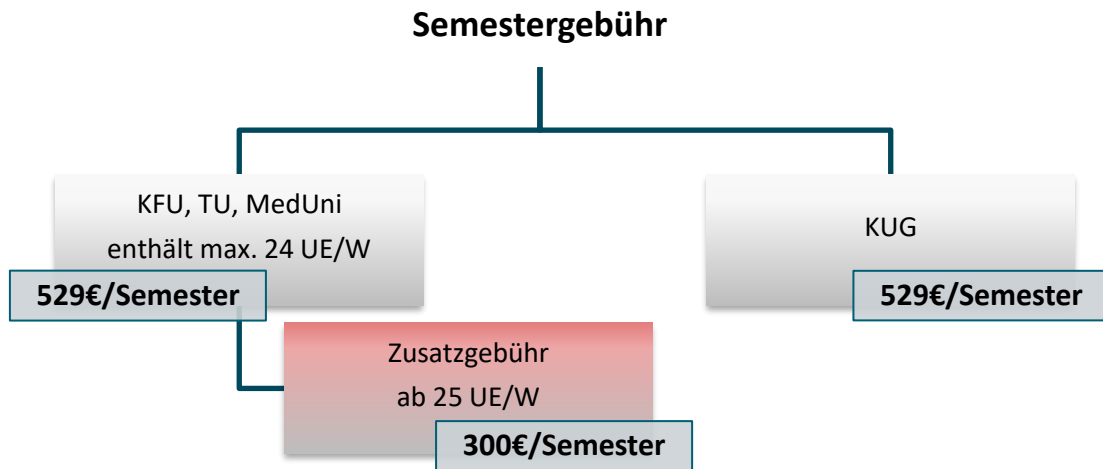 Semestergebühr
KFU, TU, MedUni
enthält max. 24 UE/W
529€/Semester
KUG
529€/Semester
Zusatzgebühr
ab 25 UE/W
300€/Semester